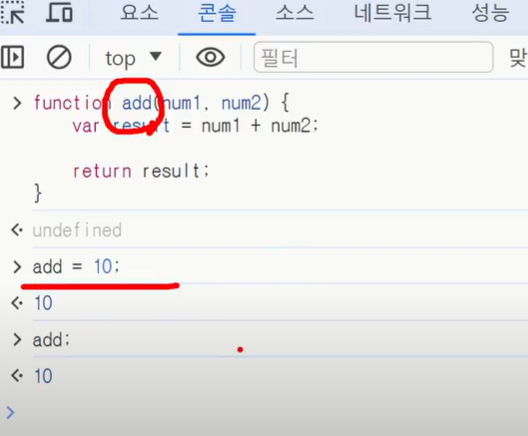 요소 콘솔 소스 네트워크 성능
top ▼ 필터 맞
> function add(num1, num2) {
var result = num1 + num2;
return result;
}
<· undefined
> add = 10;
<· 10
> add;
<· 10
>